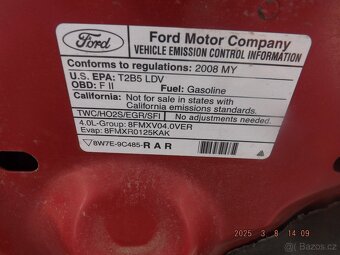 Ford
Ford Motor Company
VEHICLE EMISSION CONTROL INFORMATION
Conforms to regulations: 2008 MY
U.S. EPA: T2B5 LDV
OBD: F II Fuel: Gasoline
California: Not for sale in states with
California emissions standards.
TWC/HO2S/EGR/SFI
No adjustments needed.
4.0L-Group: 8FMXV04.0VER
Evap: 8FMXR0125KAK
8W7E-9C485-RAR
2025 3 8 14 09
Bazoš.cz